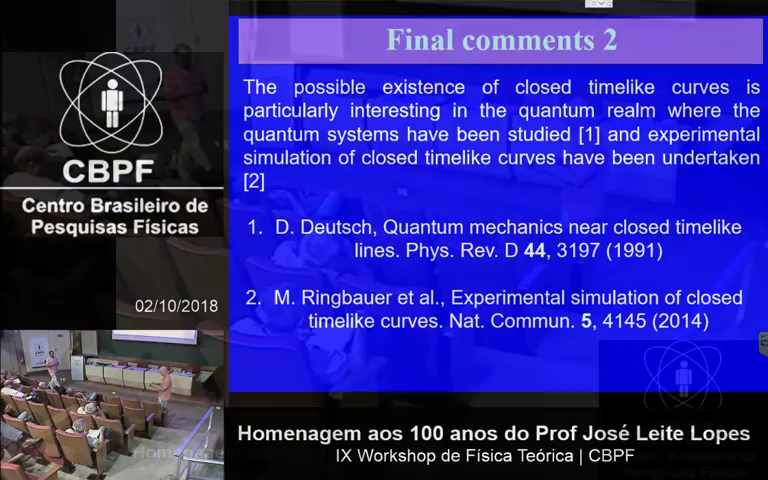 Final comments 2
The possible existence of closed timelike curves is
particularly interesting in the quantum realm where the
quantum systems have been studied [1] and experimental
simulation of closed timelike curves have been undertaken
[2]
1. D. Deutsch, Quantum mechanics near closed timelike
lines. Phys. Rev. D 44, 3197 (1991)
2. M. Ringbauer et al., Experimental simulation of closed
timelike curves. Nat. Commun. 5, 4145 (2014)
CBPF
Centro Brasileiro de
Pesquisas Físicas
02/10/2018
Homenagem aos 100 anos do Prof José Leite Lopes
IX Workshop de Física Teórica | CBPF